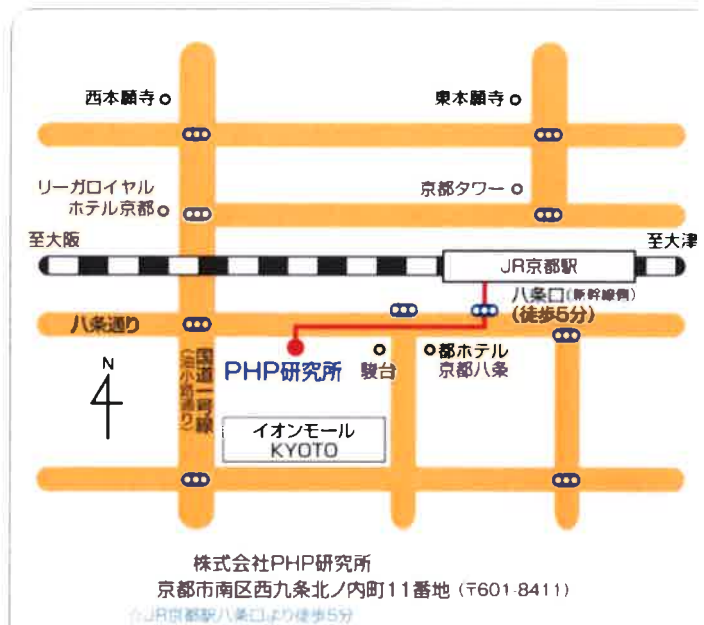 西本願寺
東本願寺
リーガロイヤル
ホテル京都
京都タワー
至大阪
至大津
JR京都駅
八条口(新幹線側)
(徒歩5分)
八条通り
N
国道一号線
(油小路通り)
PHP研究所
駿台
都ホテル
京都八条
イオンモール
KYOTO
株式会社PHP研究所
京都市南区西九条北ノ内町11番地 (〒601-8411)
☆JR京都駅八条口より徒歩5分